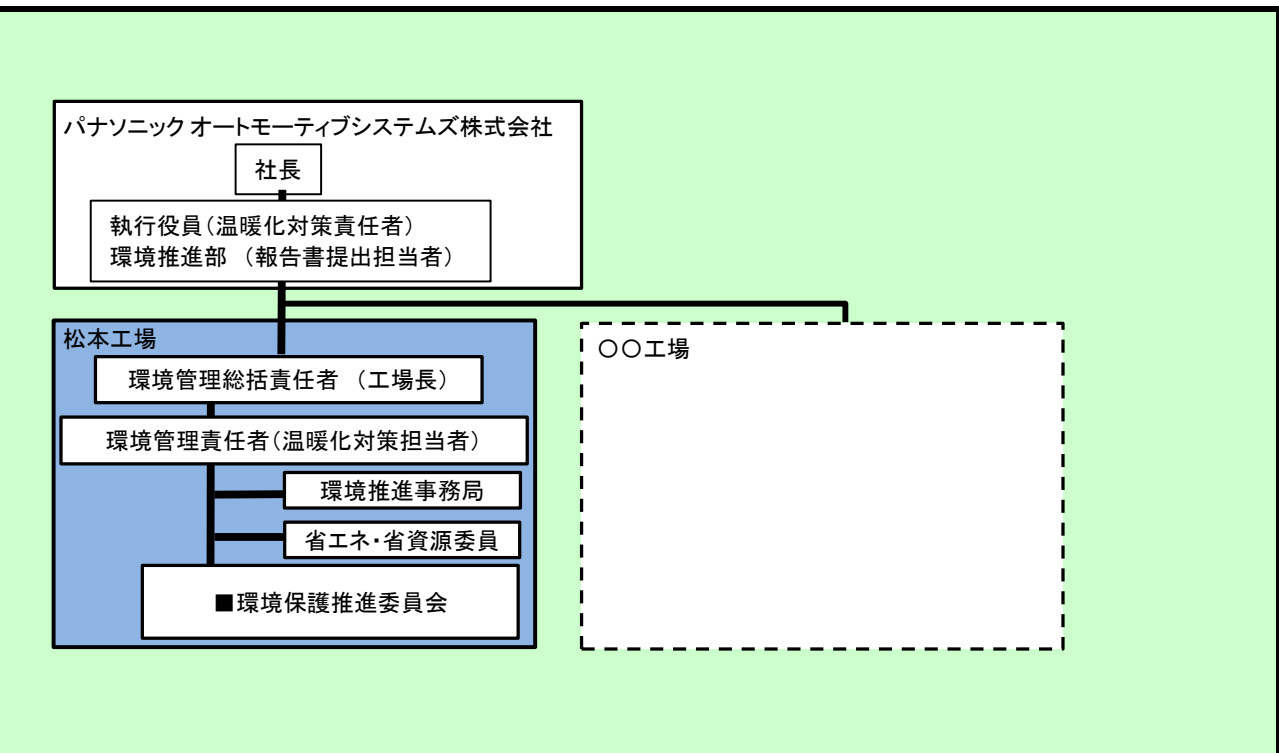 パナソニック オートモーティブシステムズ株式会社
社長
執行役員（温暖化対策責任者）
環境推進部 （報告書提出担当者）
松本工場
環境管理総括責任者 （工場長）
環境管理責任者（温暖化対策担当者）
環境推進事務局
省エネ・省資源委員
■環境保護推進委員会
〇〇工場